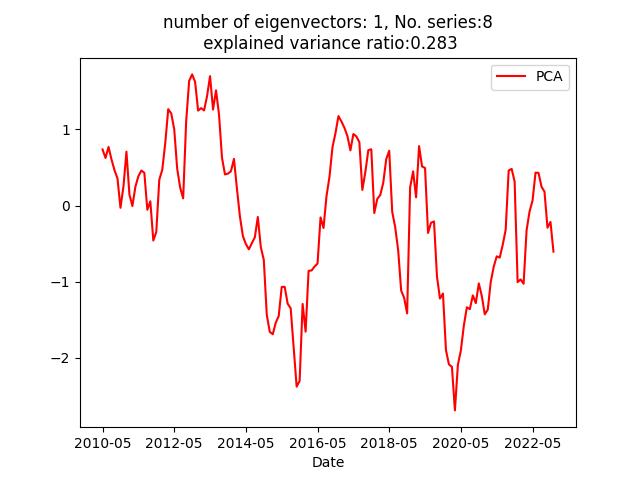 number of eigenvectors: 1, No. series:8
explained variance ratio:0.283
PCA
1
0
−1
−2
2010-05 2012-05 2014-05 2016-05 2018-05 2020-05 2022-05
Date